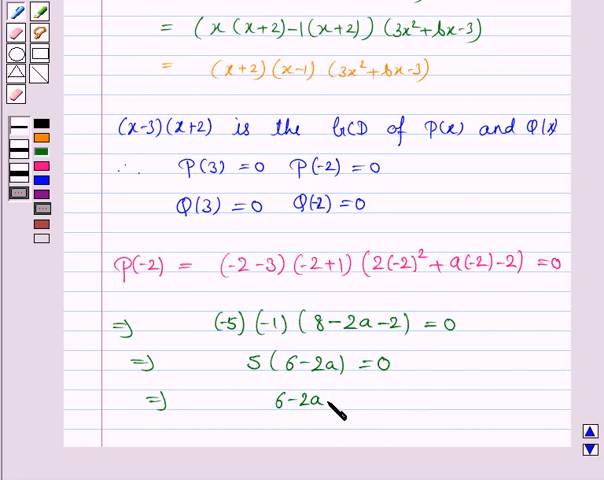 = (x(x+2)-1(x+2)) (3x²+bx-3)
= (x+2) (x-1) (3x²+bx-3)
(x-3)(x+2) is the GCD of P(x) and Q(x)
∴ P(3) = 0 P(-2) = 0
Q(3) = 0 Q(-2) = 0
P(-2) = (-2-3) (-2+1) (2(-2)²+a(-2)-2) = 0
=> (-5) (-1) (8-2a-2) = 0
=> 5 (6-2a) = 0
=> 6-2a